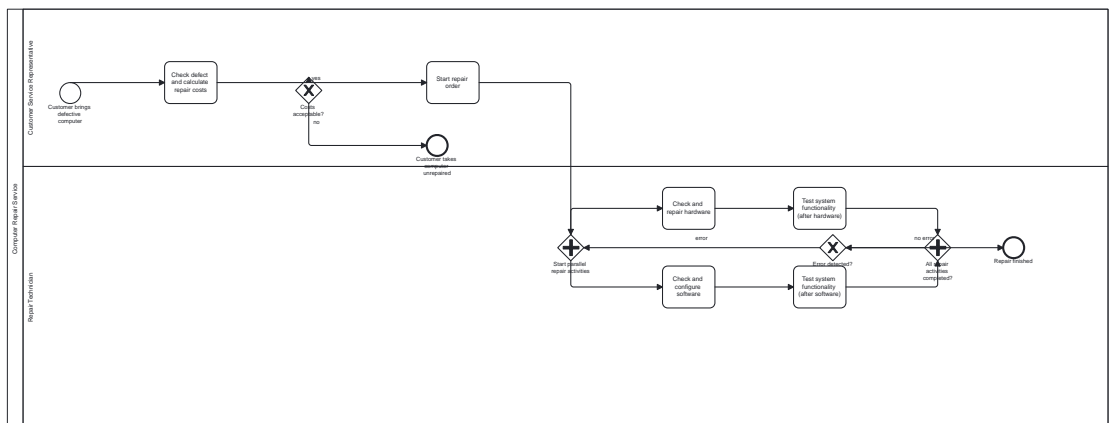 Computer Repair Service
Customer Service Representative
Customer brings
defective
computer
Check defect
and calculate
repair costs
yes
Costs
acceptable?
no
Start repair
order
Customer takes
computer
unrepaired
Repair Technician
Start parallel
repair activities
Check and
repair hardware
Test system
functionality
(after hardware)
error
Error detected?
no error
Check and
configure
software
Test system
functionality
(after software)
All repair
activities
completed?
Repair finished